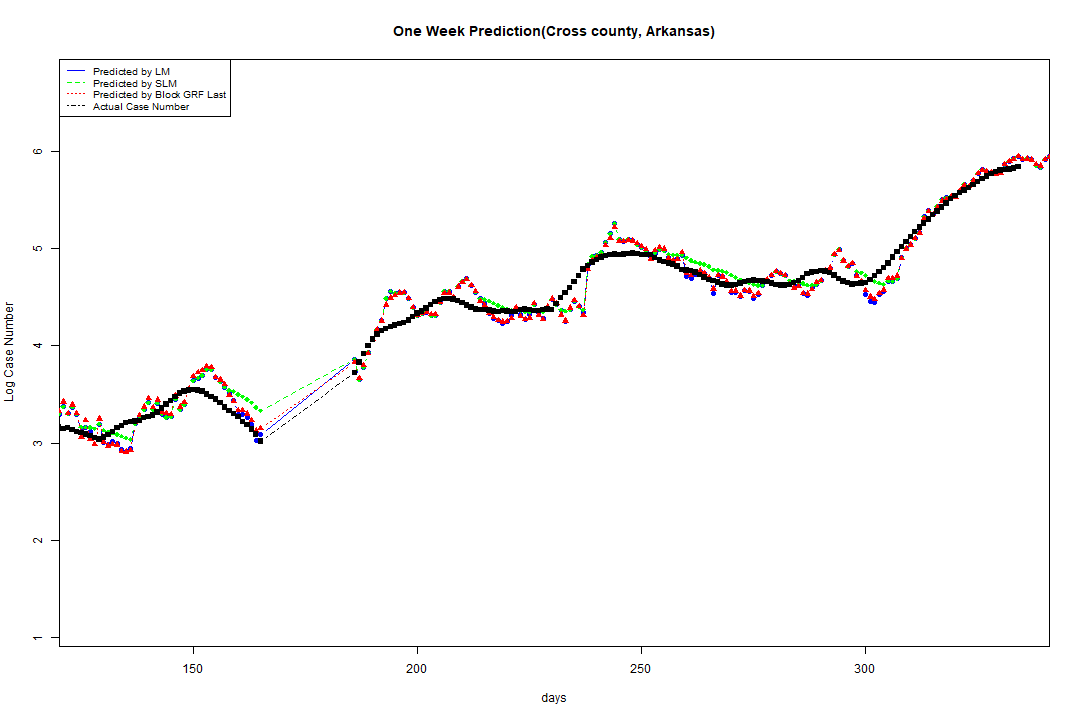 One Week Prediction(Cross county, Arkansas)
Predicted by LM
Predicted by SLM
Predicted by Block GRF Last
Actual Case Number
Log Case Number
6
5
4
3
2
1
150
200
250
300
days